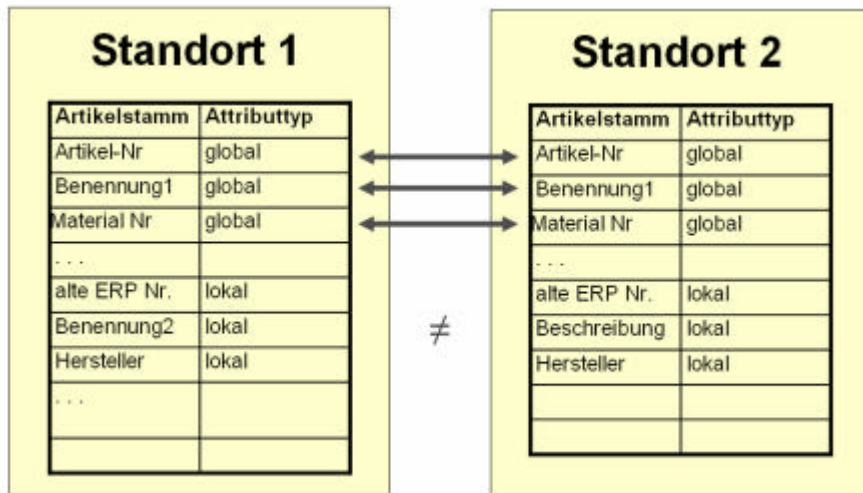 Standort 1
Artikelstamm Attributtyp
Artikel-Nr global
Benennung1 global
Material Nr global
. . .
alte ERP Nr. lokal
Benennung2 lokal
Hersteller lokal
. . .
≠
Standort 2
Artikelstamm Attributtyp
Artikel-Nr global
Benennung1 global
Material Nr global
. . .
alte ERP Nr. lokal
Beschreibung lokal
Hersteller lokal